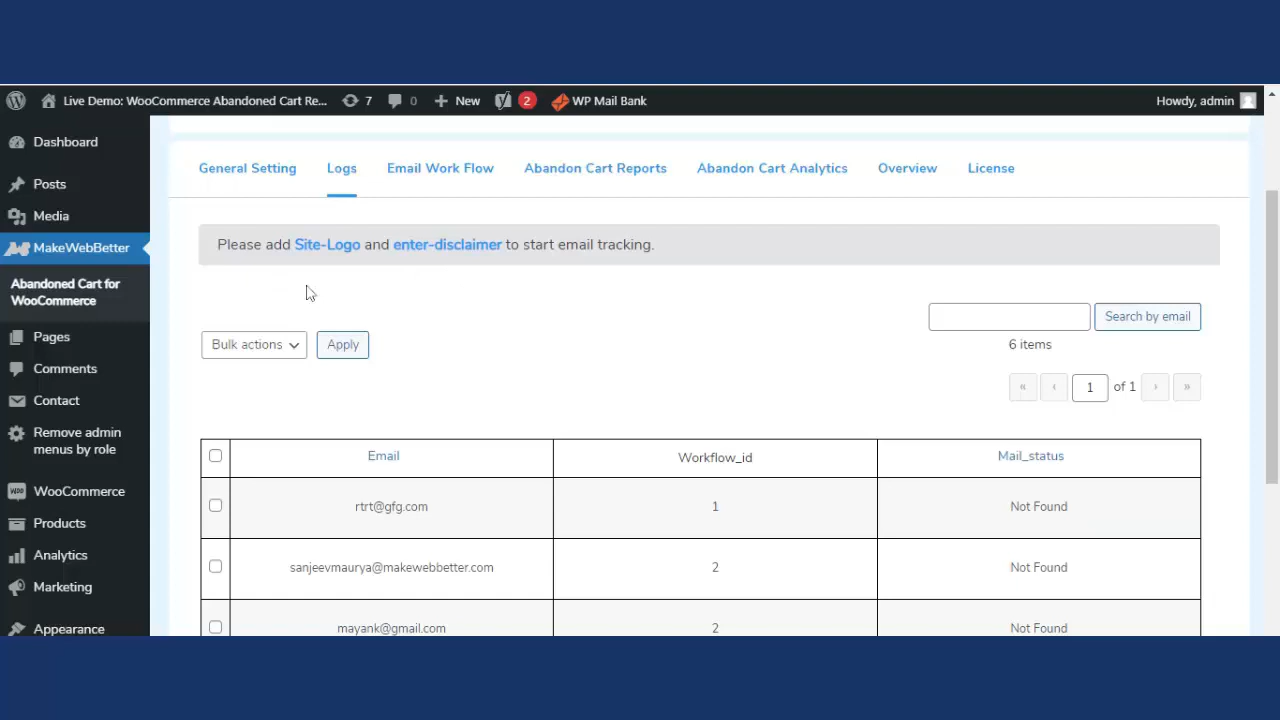 Live Demo: WooCommerce Abandoned Cart Re... 7 0 New 2 WP Mail Bank Howdy, admin
Dashboard
Posts
Media
MakeWebBetter
Abandoned Cart for
WooCommerce
Pages
Comments
Contact
Remove admin
menus by role
WooCommerce
Products
Analytics
Marketing
Appearance
General Setting Logs Email Work Flow Abandon Cart Reports Abandon Cart Analytics Overview License
Please add Site-Logo and enter-disclaimer to start email tracking.
Search by email
Bulk actions Apply 6 items
« ‹ 1 of 1 › »
Email Workflow_id Mail_status
rtrt@gfg.com 1 Not Found
sanjeevmaurya@makewebbetter.com 2 Not Found
mayank@gmail.com 2 Not Found